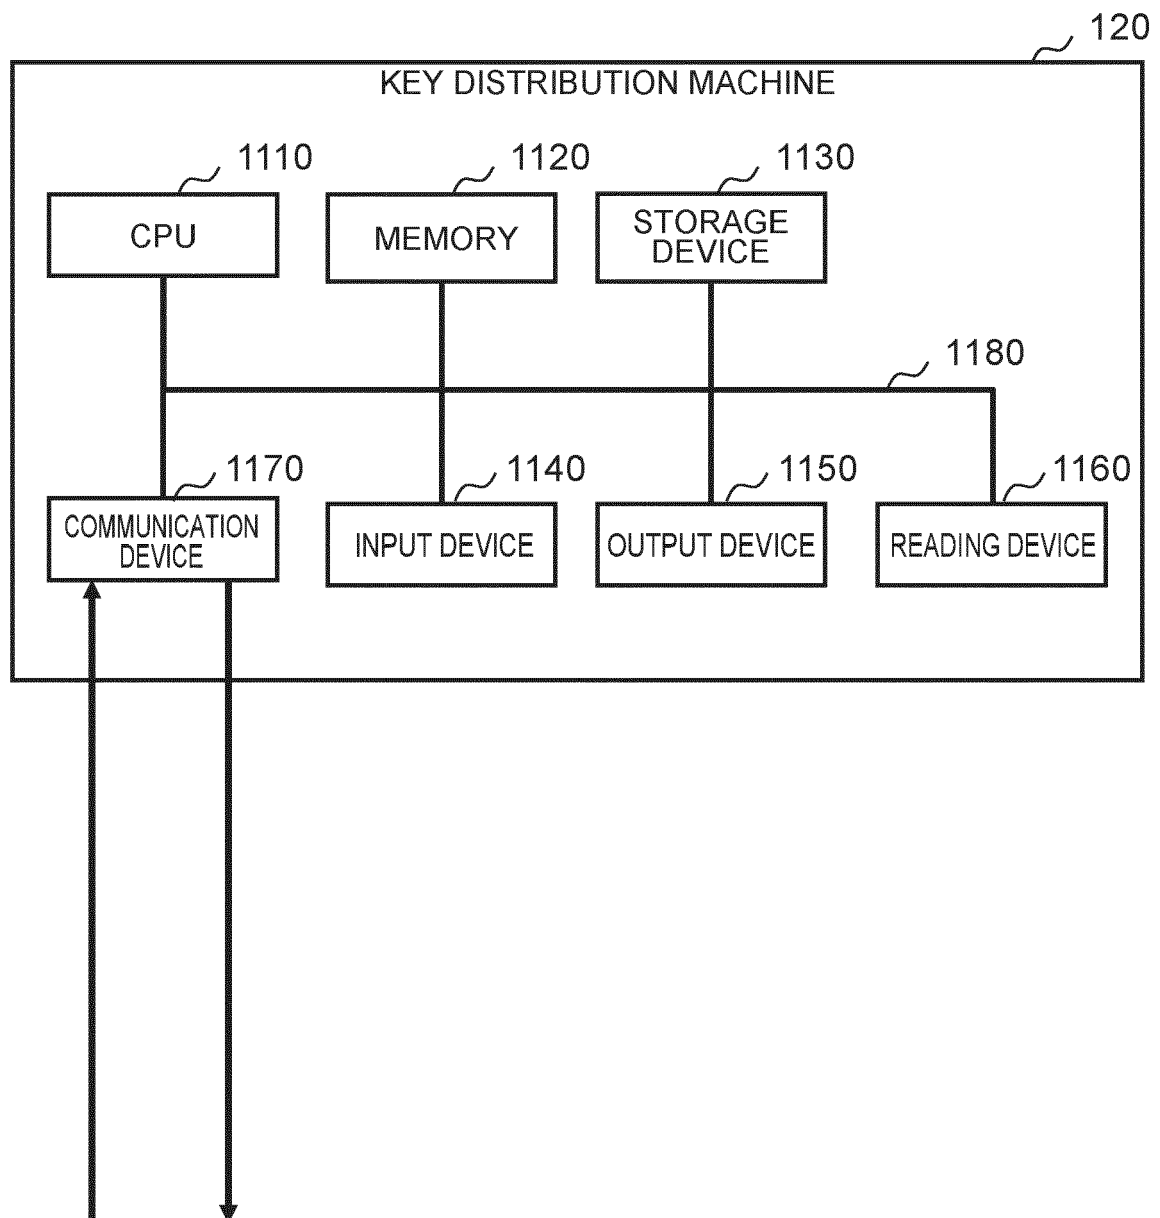 120
KEY DISTRIBUTION MACHINE
1110
1120
1130
CPU
MEMORY
STORAGE
DEVICE
1180
1170
1140
1150
1160
COMMUNICATION
DEVICE
INPUT DEVICE
OUTPUT DEVICE
READING DEVICE